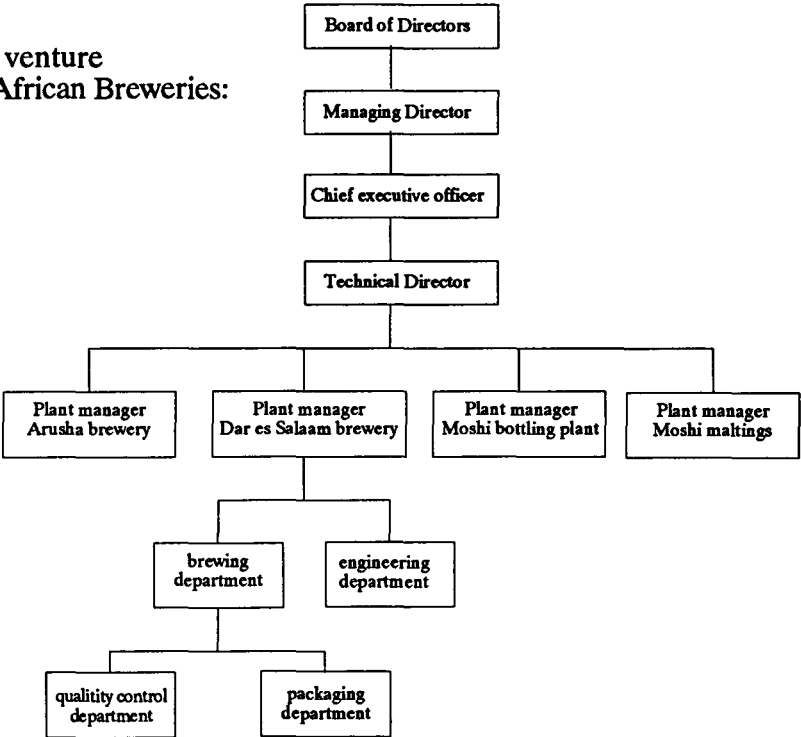 Board of Directors
venture
African Breweries:
Managing Director
Chief executive officer
Technical Director
Plant manager
Arusha brewery
Plant manager
Dar es Salaam brewery
Plant manager
Moshi bottling plant
Plant manager
Moshi maltings
brewing
department
engineering
department
qualitity control
department
packaging
department